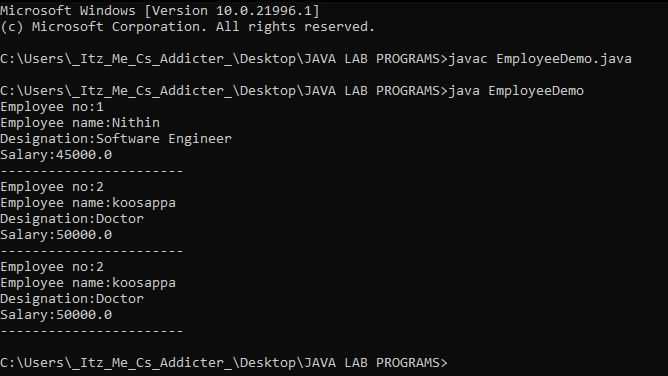 Microsoft Windows [Version 10.0.21996.1]
(c) Microsoft Corporation. All rights reserved.
C:\Users\_Itz_Me_Cs_Addicter_\Desktop\JAVA LAB PROGRAMS>javac EmployeeDemo.java
C:\Users\_Itz_Me_Cs_Addicter_\Desktop\JAVA LAB PROGRAMS>java EmployeeDemo
Employee no:1
Employee name:Nithin
Designation:Software Engineer
Salary:45000.0
-----------------------
Employee no:2
Employee name:koosappa
Designation:Doctor
Salary:50000.0
-----------------------
Employee no:2
Employee name:koosappa
Designation:Doctor
Salary:50000.0
-----------------------
C:\Users\_Itz_Me_Cs_Addicter_\Desktop\JAVA LAB PROGRAMS>